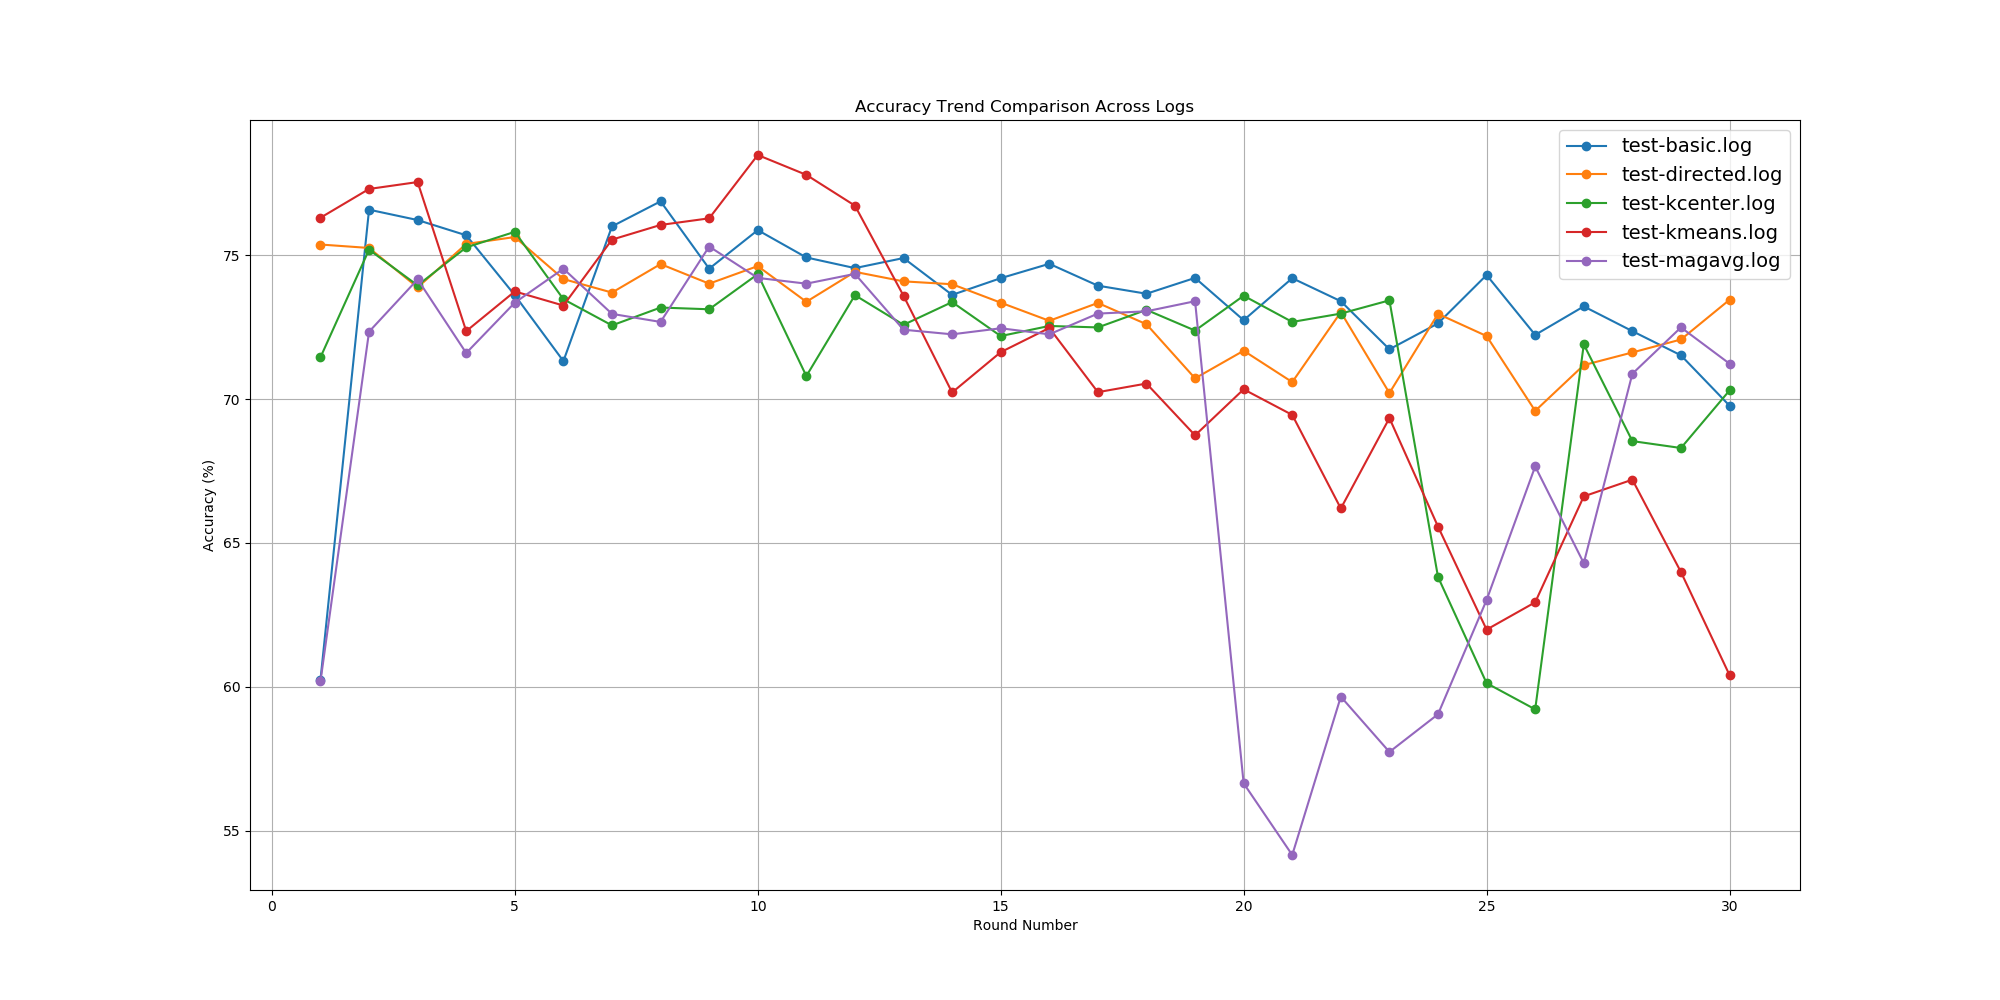 Accuracy Trend Comparison Across Logs
test-basic.log
test-directed.log
test-kcenter.log
test-kmeans.log
test-magavg.log
Accuracy (%)
75
70
65
60
55
0 5 10 15 20 25 30
Round Number